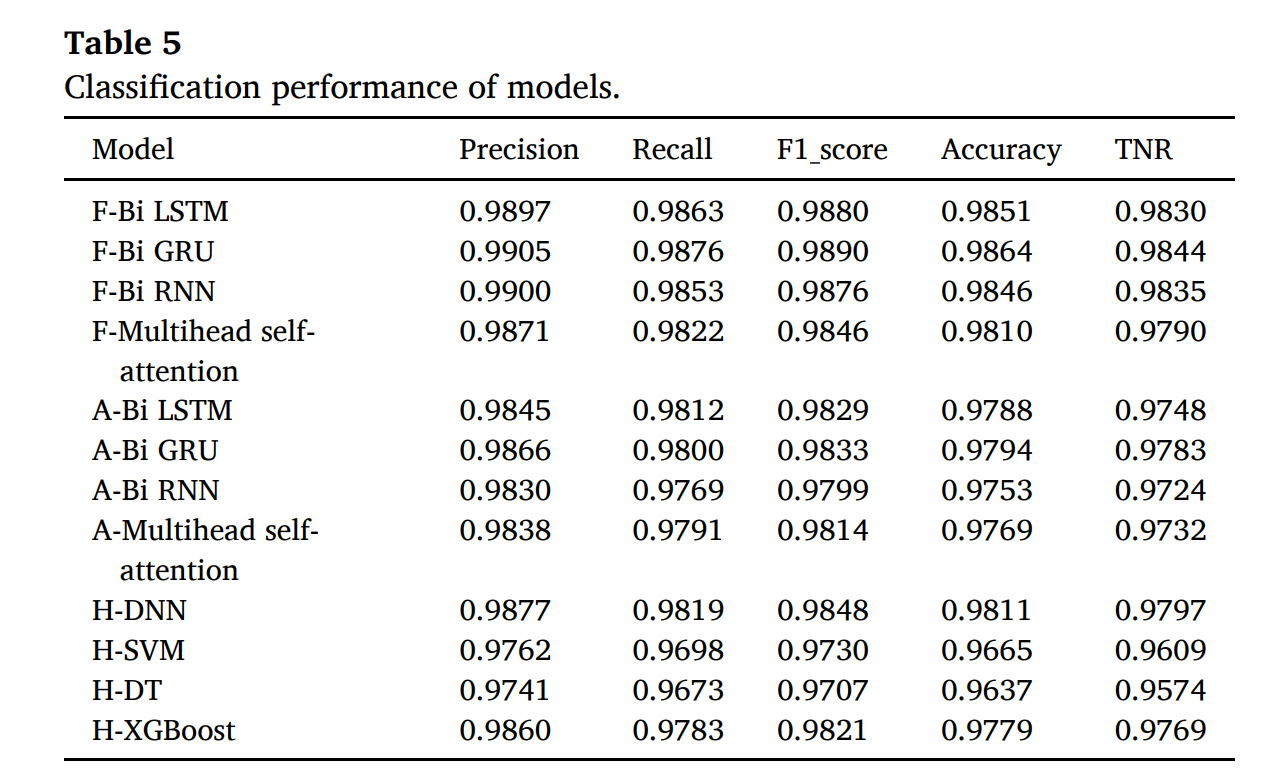 Table 5
Classification performance of models.
Model Precision Recall F1_score Accuracy TNR
F-Bi LSTM 0.9897 0.9863 0.9880 0.9851 0.9830
F-Bi GRU 0.9905 0.9876 0.9890 0.9864 0.9844
F-Bi RNN 0.9900 0.9853 0.9876 0.9846 0.9835
F-Multihead self- 0.9871 0.9822 0.9846 0.9810 0.9790
attention
A-Bi LSTM 0.9845 0.9812 0.9829 0.9788 0.9748
A-Bi GRU 0.9866 0.9800 0.9833 0.9794 0.9783
A-Bi RNN 0.9830 0.9769 0.9799 0.9753 0.9724
A-Multihead self- 0.9838 0.9791 0.9814 0.9769 0.9732
attention
H-DNN 0.9877 0.9819 0.9848 0.9811 0.9797
H-SVM 0.9762 0.9698 0.9730 0.9665 0.9609
H-DT 0.9741 0.9673 0.9707 0.9637 0.9574
H-XGBoost 0.9860 0.9783 0.9821 0.9779 0.9769